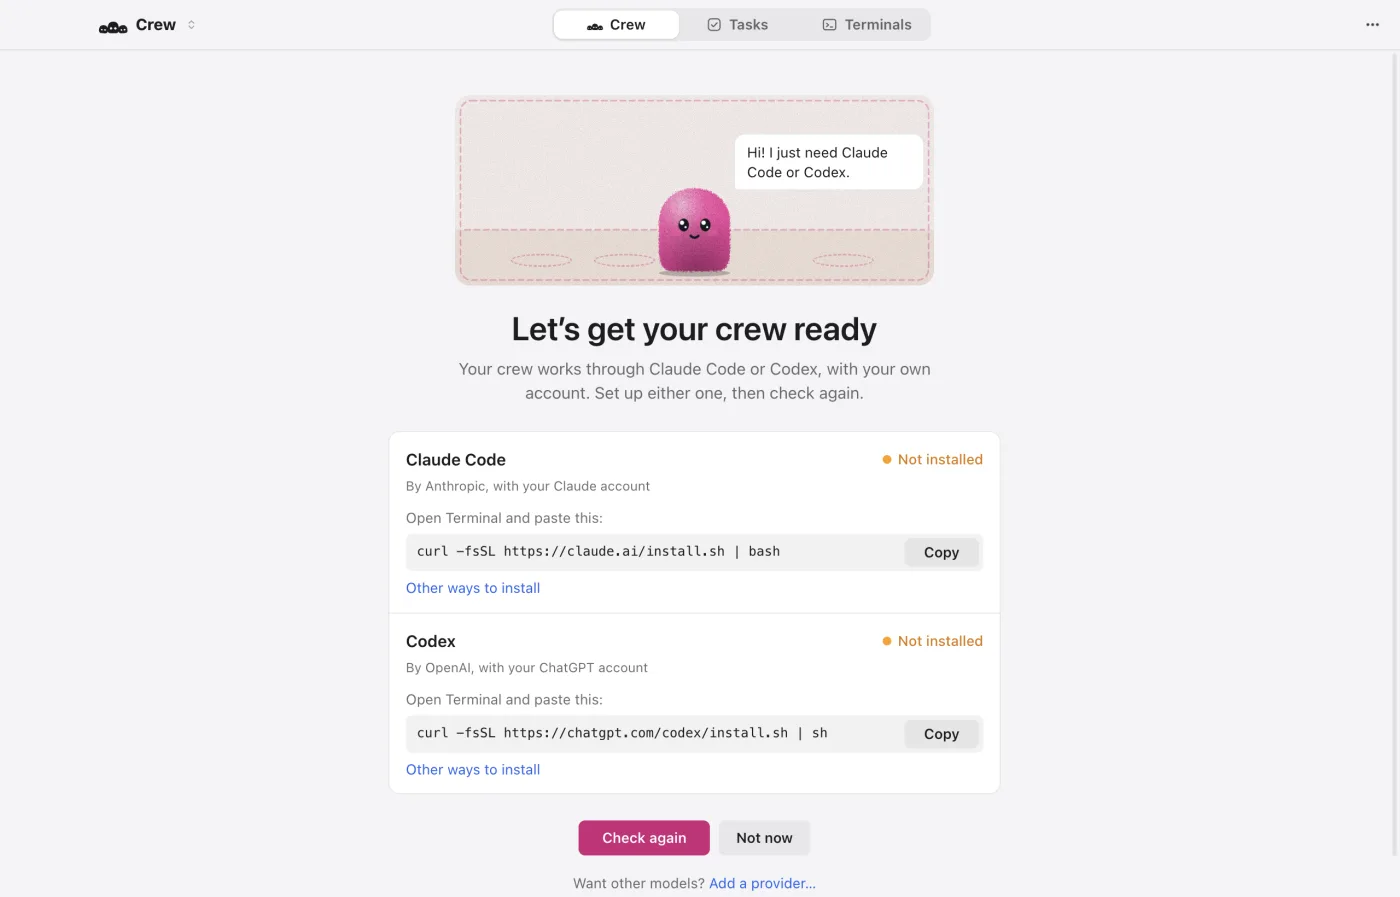 Crew
Crew
Tasks
Terminals
Hi! I just need Claude
Code or Codex.
Let’s get your crew ready
Your crew works through Claude Code or Codex, with your own
account. Set up either one, then check again.
Claude Code
Not installed
By Anthropic, with your Claude account
Open Terminal and paste this:
curl -fsSL https://claude.ai/install.sh | bash
Copy
Other ways to install
Codex
Not installed
By OpenAI, with your ChatGPT account
Open Terminal and paste this:
curl -fsSL https://chatgpt.com/codex/install.sh | sh
Copy
Other ways to install
Check again
Not now
Want other models? Add a provider...